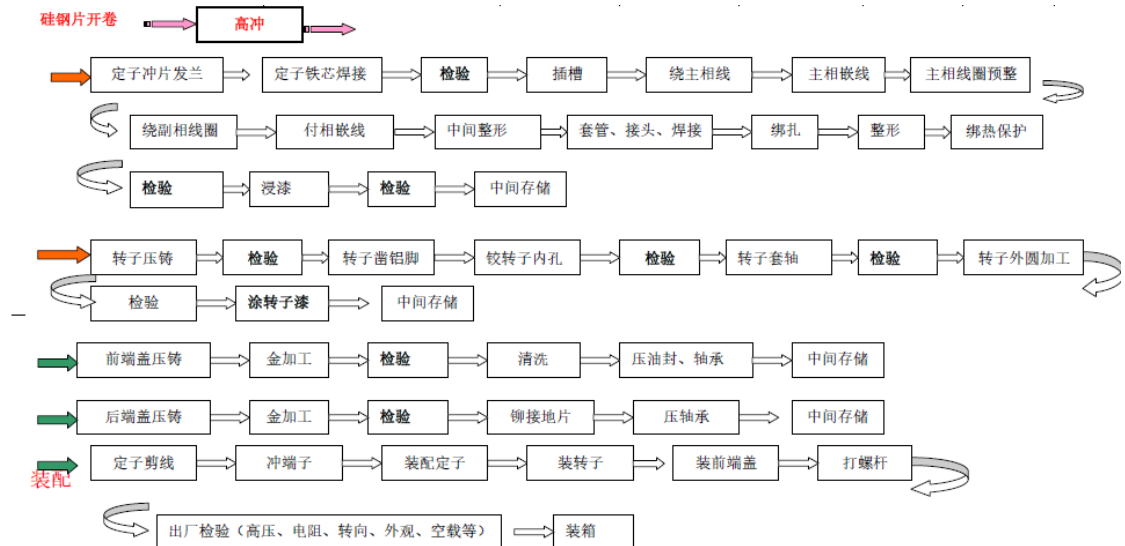 硅钢片开卷 高冲
定子冲片发兰 定子铁芯焊接 检验 插槽 绕主相线 主相嵌线 主相线圈预整
绕副相线圈 付相嵌线 中间整形 套管、接头、焊接 绑扎 整形 绑热保护
检验 浸漆 检验 中间存储
转子压铸 检验 转子凿铝脚 铰转子内孔 检验 转子套轴 检验 转子外圆加工
检验 涂转子漆 中间存储
前端盖压铸 金加工 检验 清洗 压油封、轴承 中间存储
后端盖压铸 金加工 检验 铆接地片 压轴承 中间存储
定子剪线 冲端子 装配定子 装转子 装前端盖 打螺杆
装配
出厂检验（高压、电阻、转向、外观、空载等） 装箱